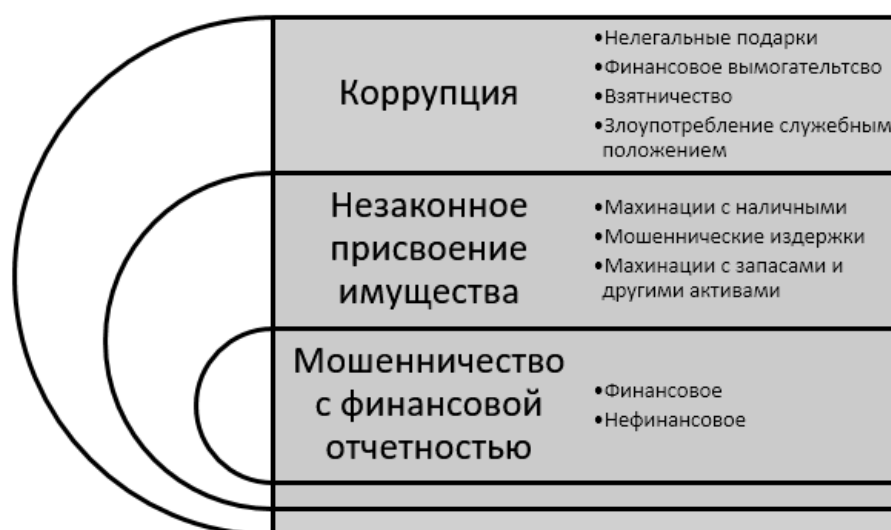 Коррупция
•Нелегальные подарки
•Финансовое вымогательтсво
•Взятничество
•Злоупотребление служебным
положением
Незаконное
присвоение
имущества
•Махинации с наличными
•Мошеннические издержки
•Махинации с запасами и
другими активами
Мошенничество
с финансовой
отчетностью
•Финансовое
•Нефинансовое